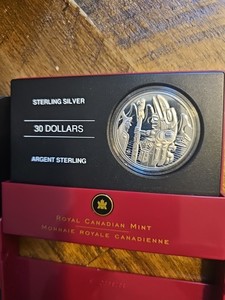 STERLING SILVER
30 DOLLARS
ARGENT STERLING
ROYAL CANADIAN MINT
MONNAIE ROYALE CANADIENNE